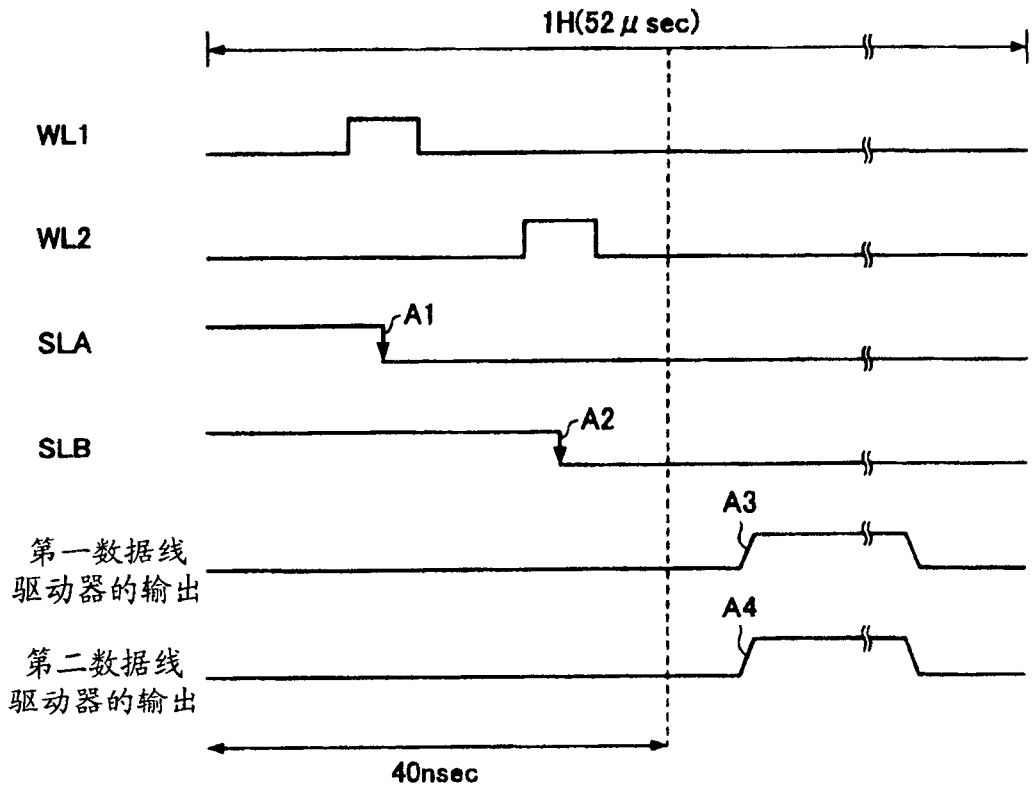 1H(52μsec)
WL1
WL2
SLA
A1
SLB
A2
第一数据线
驱动器的输出
A3
第二数据线
驱动器的输出
A4
40nsec